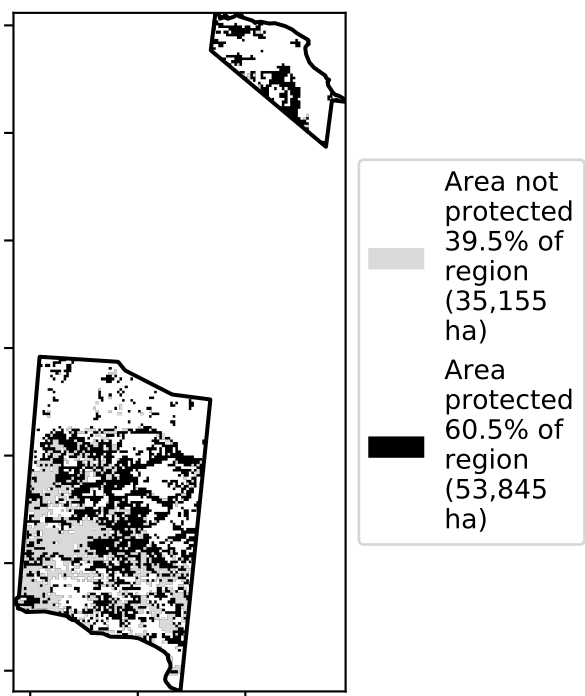 Area not
protected
39.5% of
region
(35,155
ha)
Area
protected
60.5% of
region
(53,845
ha)